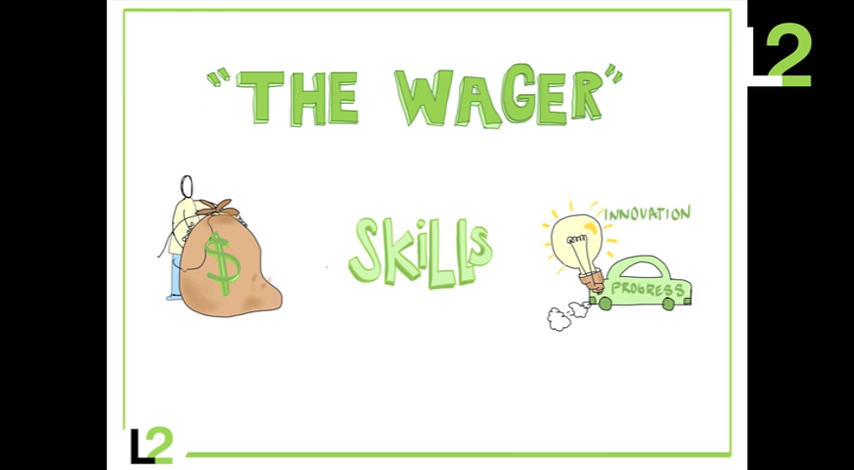 L2
"THE WAGER"
$
SKiLLs
INNOVATION
PROGRESS
L2